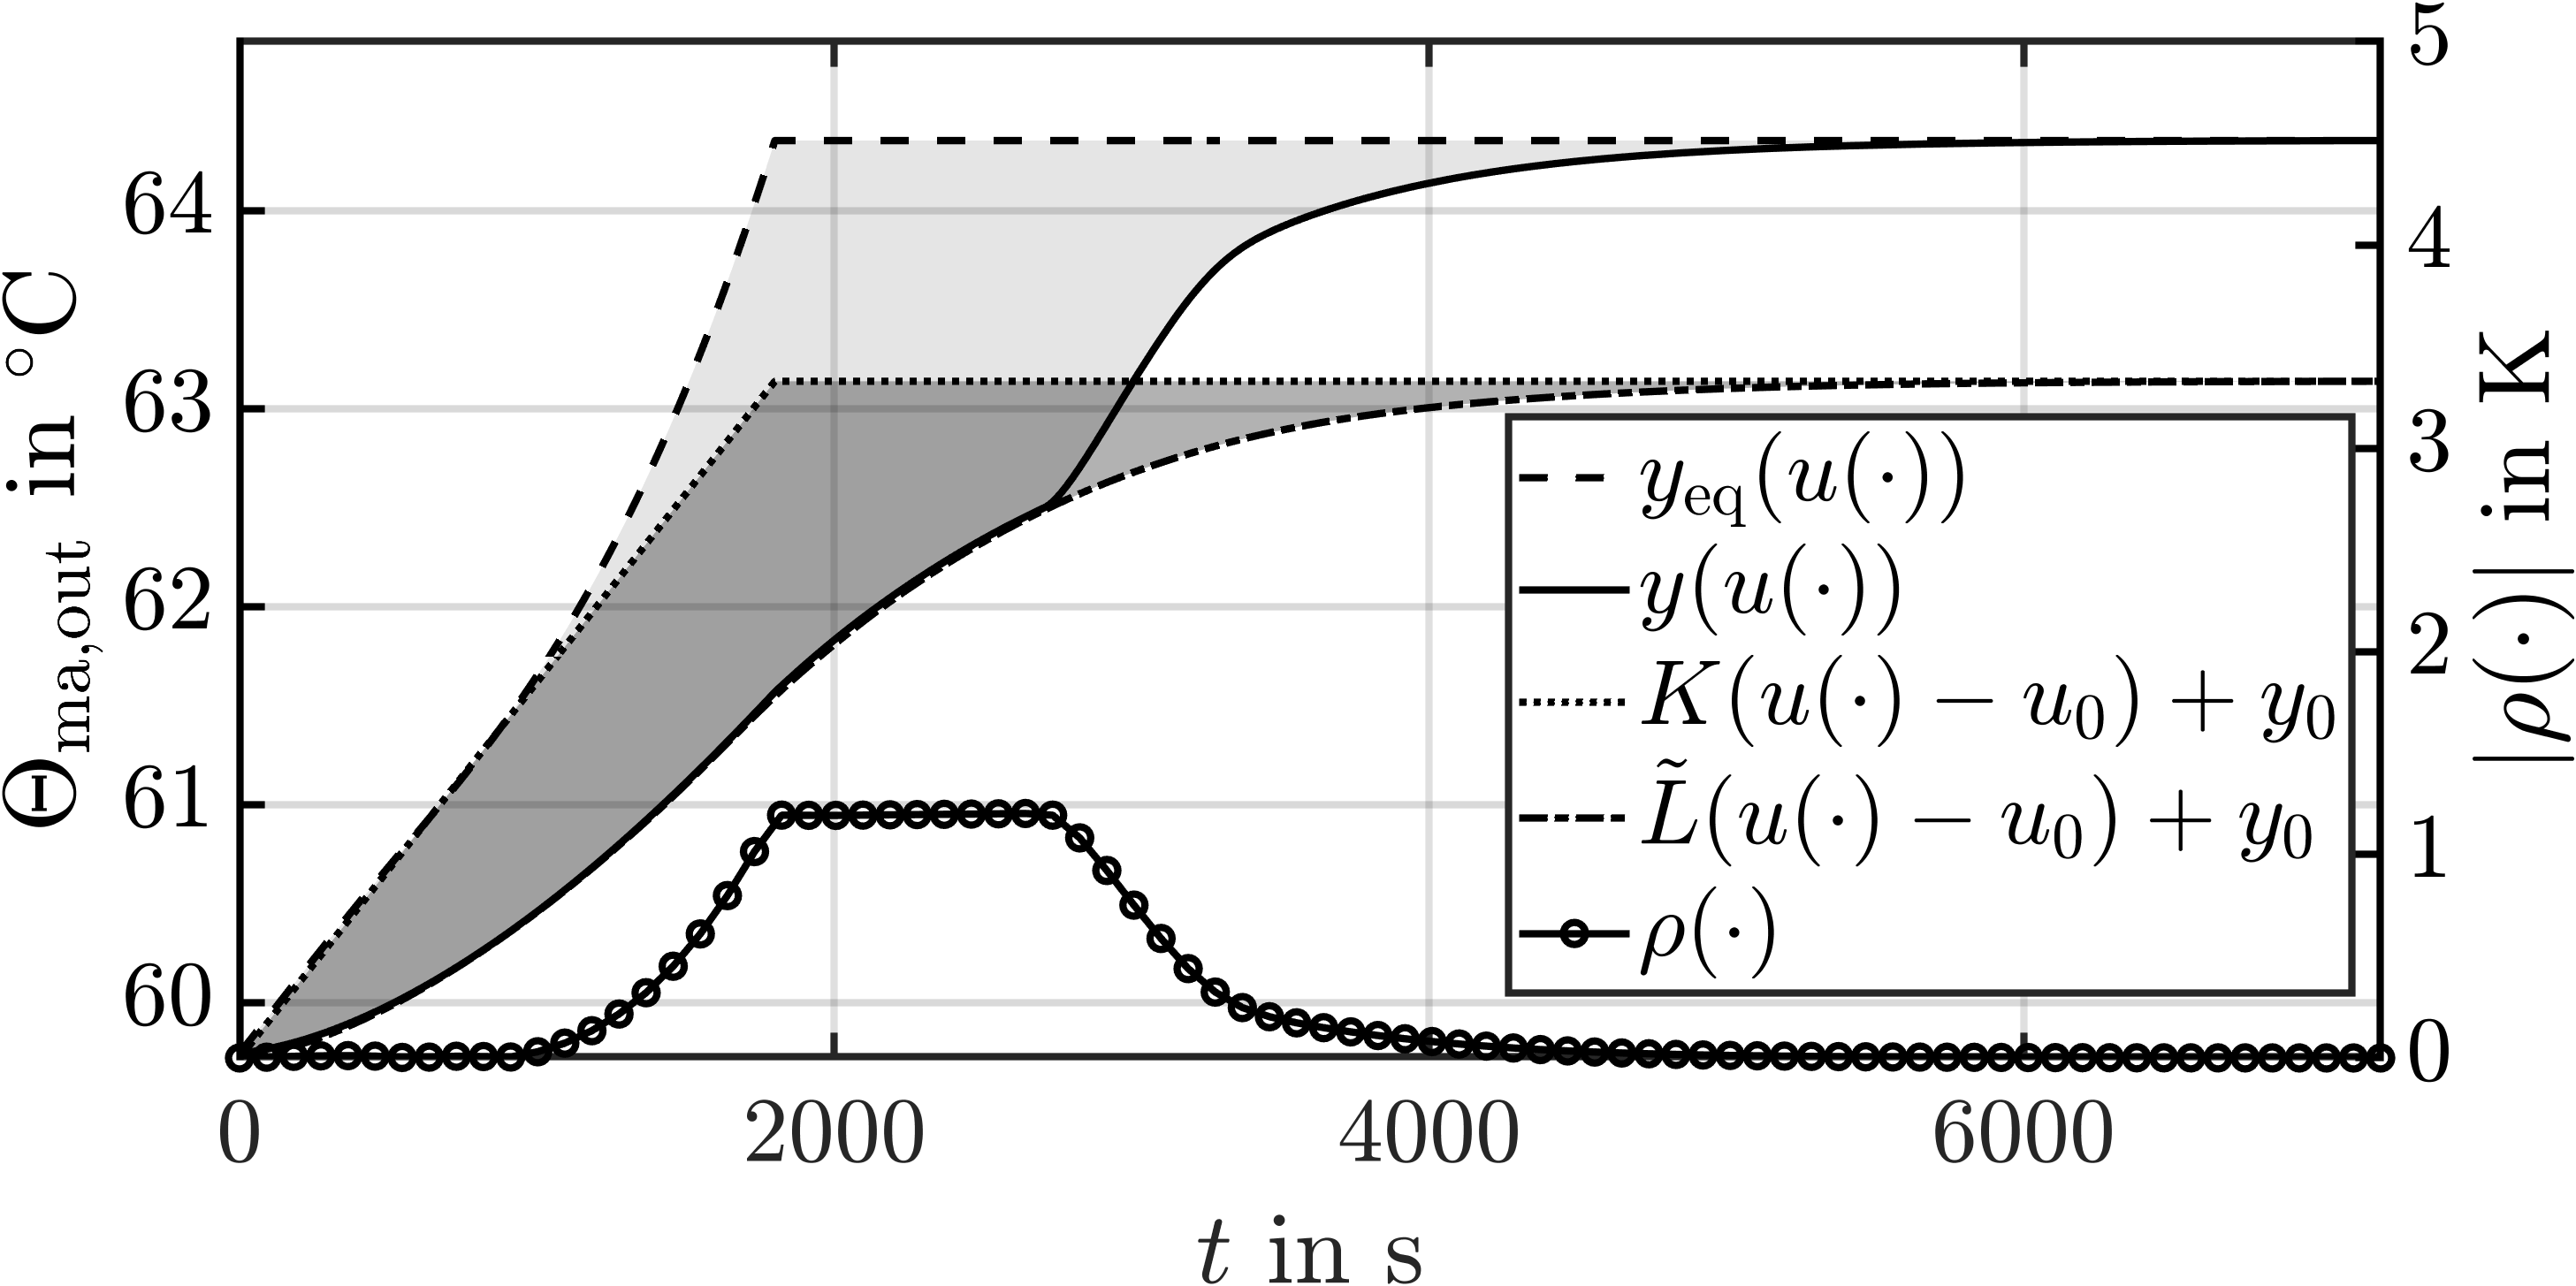 Θma,out in °C
64
63
62
61
60
5
4
3
2
1
0
|ρ(·)| in K
yeq(u(·))
y(u(·))
K(u(·) − u0) + y0
L̃(u(·) − u0) + y0
ρ(·)
0 2000 4000 6000
t in s